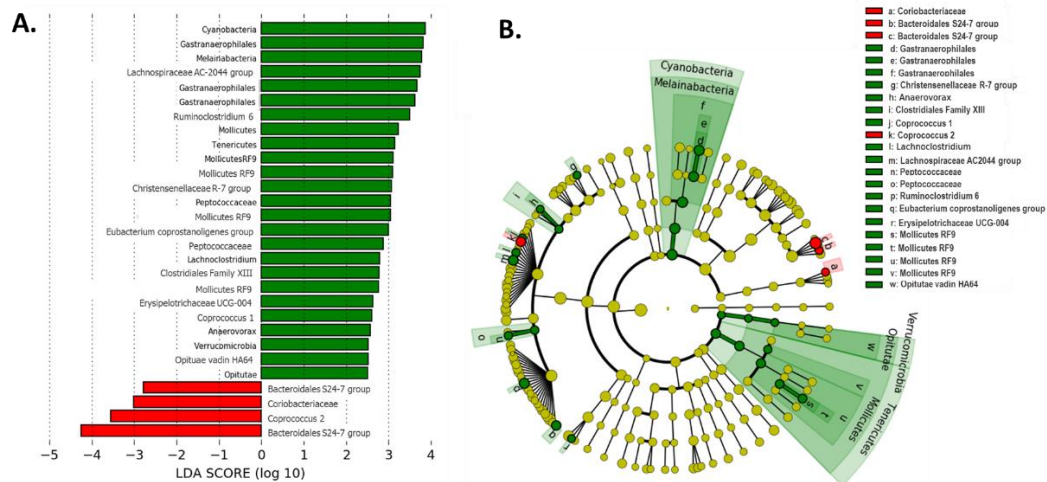 A.
Cyanobacteria
Gastranaerophilales
Melainabacteria
Lachnospiraceae AC-2044 group
Gastranaerophilales
Gastranaerophilales
Ruminoclostridium 6
Mollicutes
Tenericutes
MollicutesRF9
Mollicutes RF9
Christensenellaceae R-7 group
Peptococcaceae
Mollicutes RF9
Eubacterium coprostanoligenes group
Peptococcaceae
Lachnoclostridium
Clostridiales Family XIII
Mollicutes RF9
Erysipelotrichaceae UCG-004
Coprococcus 1
Anaerovorax
Verrucomicrobia
Opituae vadin HA64
Opitutae
Bacteroidales S24-7 group
Coriobacteriaceae
Coprococcus 2
Bacteroidales S24-7 group
−5 −4 −3 −2 −1 0 1 2 3 4
LDA SCORE (log 10)
B.
Cyanobacteria
Melainabacteria
f
e
d
c
b
a
w
Opitutae
Verrucomicrobia
v
u
t
s
Mollicutes
Tenericutes
a: Coriobacteriaceae
b: Bacteroidales S24-7 group
c: Bacteroidales S24-7 group
d: Gastranaerophilales
e: Gastranaerophilales
f: Gastranaerophilales
g: Christensenellaceae R-7 group
h: Anaerovorax
i: Clostridiales Family XIII
j: Coprococcus 1
k: Coprococcus 2
l: Lachnoclostridium
m: Lachnospiraceae AC2044 group
n: Peptococcaceae
o: Peptococcaceae
p: Ruminoclostridium 6
q: Eubacterium coprostanoligenes group
r: Erysipelotrichaceae UCG-004
s: Mollicutes RF9
t: Mollicutes RF9
u: Mollicutes RF9
v: Mollicutes RF9
w: Opitutae vadin HA64